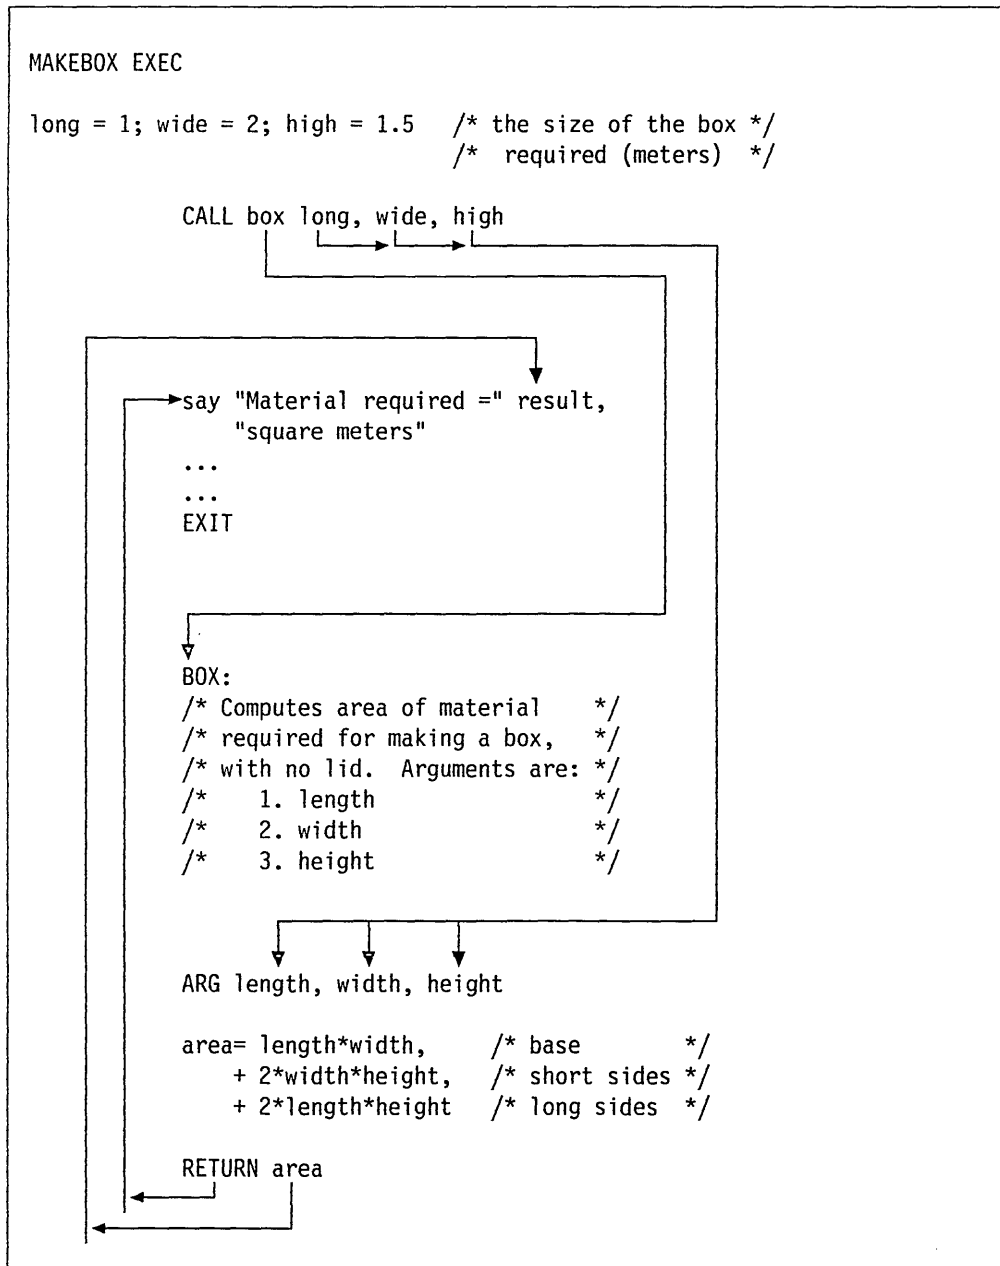 MAKEBOX EXEC
long = 1; wide = 2; high = 1.5   /* the size of the box */
/*  required (meters)  */
CALL box long, wide, high
say "Material required =" result,
"square meters"
...
...
EXIT
BOX:
/* Computes area of material    */
/* required for making a box,   */
/* with no lid.  Arguments are: */
/*    1. length                 */
/*    2. width                  */
/*    3. height                 */
ARG length, width, height
area= length*width,     /* base        */
+ 2*width*height,   /* short sides */
+ 2*length*height   /* long sides  */
RETURN area